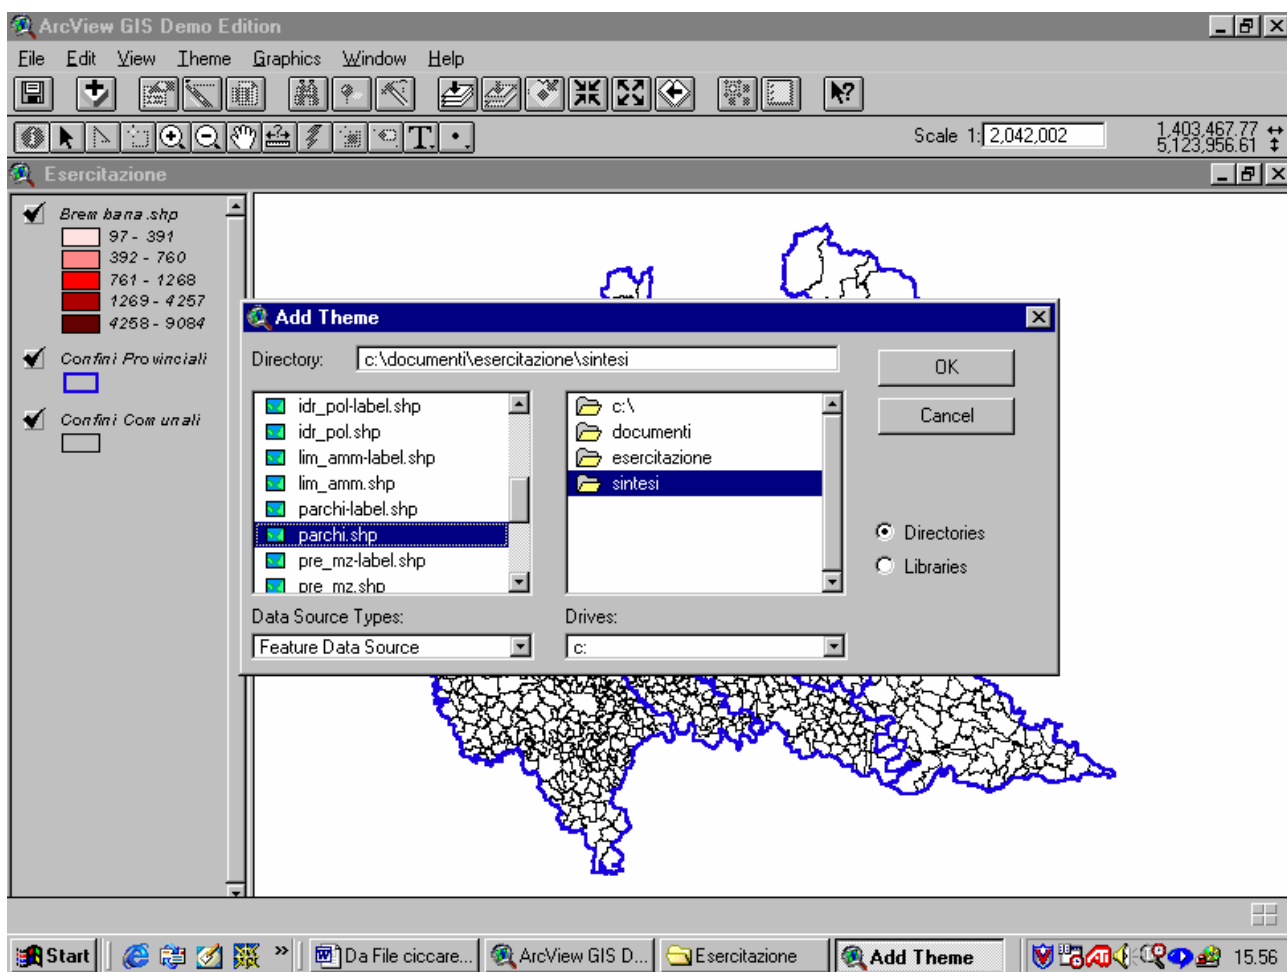 ArcView GIS Demo Edition
File Edit View Theme Graphics Window Help
Scale 1: 2,042,002
1,403,467.77
5,123,956.61
Esercitazione
Brem bana.shp
97 - 391
392 - 760
761 - 1268
1269 - 4257
4258 - 9084
Confini Provinciali
Confini Comunali
Add Theme
Directory: c:\documenti\esercitazione\sintesi
OK
Cancel
idr_pol-label.shp
idr_pol.shp
lim_amm-label.shp
lim_amm.shp
parchi-label.shp
parchi.shp
pre_mz-label.shp
pre_mz.shp
c:\
documenti
esercitazione
sintesi
Directories
Libraries
Data Source Types:
Feature Data Source
Drives:
c:
Start » Da File ciccare... ArcView GIS D... Esercitazione Add Theme 15.56